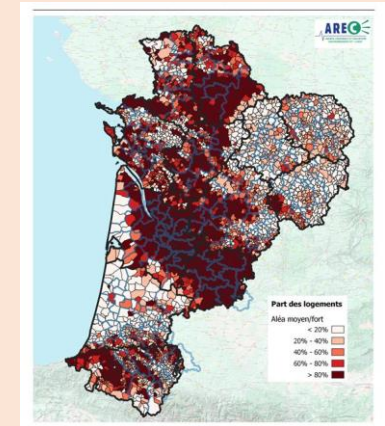 AREC
Part des logements
Aléa moyen/fort
< 20%
20% - 40%
40% - 60%
60% - 80%
> 80%